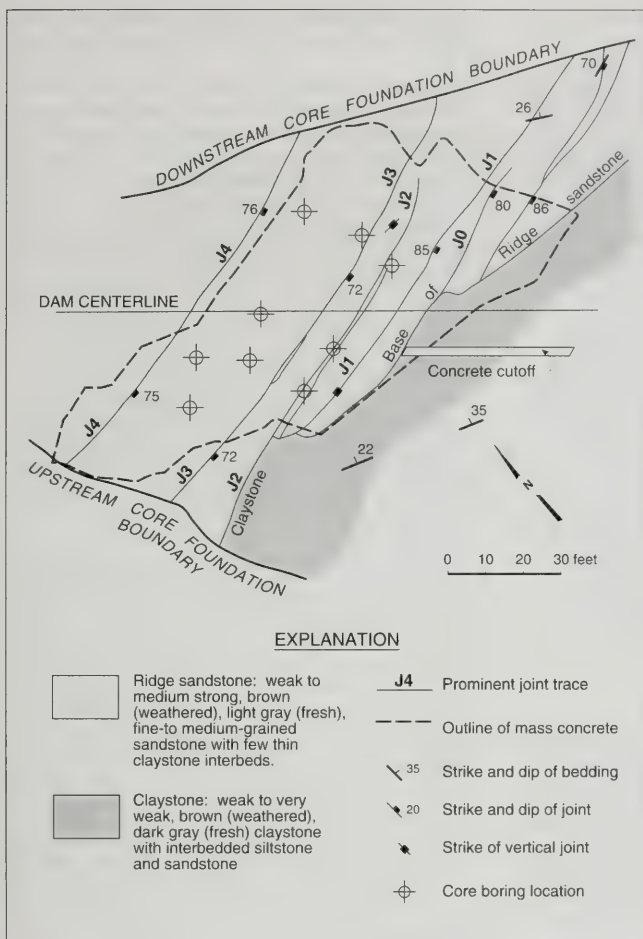 DOWNSTREAM CORE FOUNDATION BOUNDARY
70
26
J1
J3
J2
76
80
86
J4
85
J0
Ridge sandstone
72
DAM CENTERLINE
Base of
J1
Concrete cutoff
75
35
J4
22
72
J3
J2
Claystone
N
UPSTREAM CORE FOUNDATION
BOUNDARY
0 10 20 30 feet
EXPLANATION
Ridge sandstone: weak to
medium strong, brown
(weathered), light gray (fresh),
fine-to medium-grained
sandstone with few thin
claystone interbeds.
Claystone: weak to very
weak, brown (weathered),
dark gray (fresh) claystone
with interbedded siltstone
and sandstone
J4 Prominent joint trace
Outline of mass concrete
35 Strike and dip of bedding
20 Strike and dip of joint
Strike of vertical joint
Core boring location